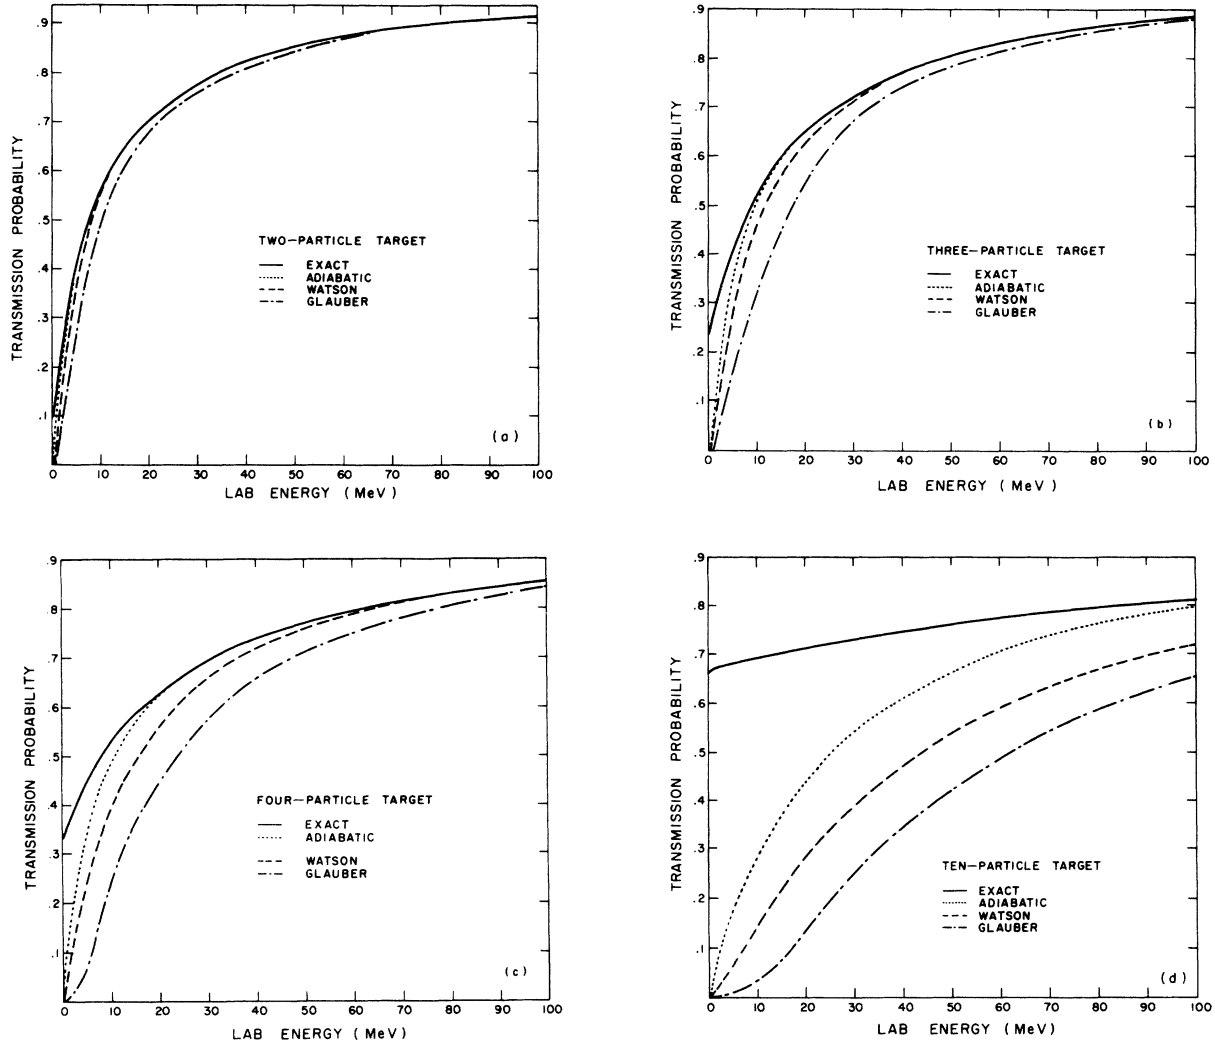 .9
.8
.7
.6
.5
.4
.3
.2
.1
TRANSMISSION PROBABILITY
TWO—PARTICLE TARGET
EXACT
ADIABATIC
WATSON
GLAUBER
(a)
0 10 20 30 40 50 60 70 80 90 100
LAB ENERGY (MeV)
.9
.8
.7
.6
.5
.4
.3
.2
.1
TRANSMISSION PROBABILITY
THREE—PARTICLE TARGET
EXACT
ADIABATIC
WATSON
GLAUBER
(b)
0 10 20 30 40 50 60 70 80 90 100
LAB ENERGY (MeV)
.9
.8
.7
.6
.5
.4
.3
.2
.1
TRANSMISSION PROBABILITY
FOUR—PARTICLE TARGET
EXACT
ADIABATIC
WATSON
GLAUBER
(c)
0 10 20 30 40 50 60 70 80 90 100
LAB ENERGY (MeV)
.9
.8
.7
.6
.5
.4
.3
.2
.1
TRANSMISSION PROBABILITY
TEN—PARTICLE TARGET
EXACT
ADIABATIC
WATSON
GLAUBER
(d)
0 10 20 30 40 50 60 70 80 90 100
LAB ENERGY (MeV)